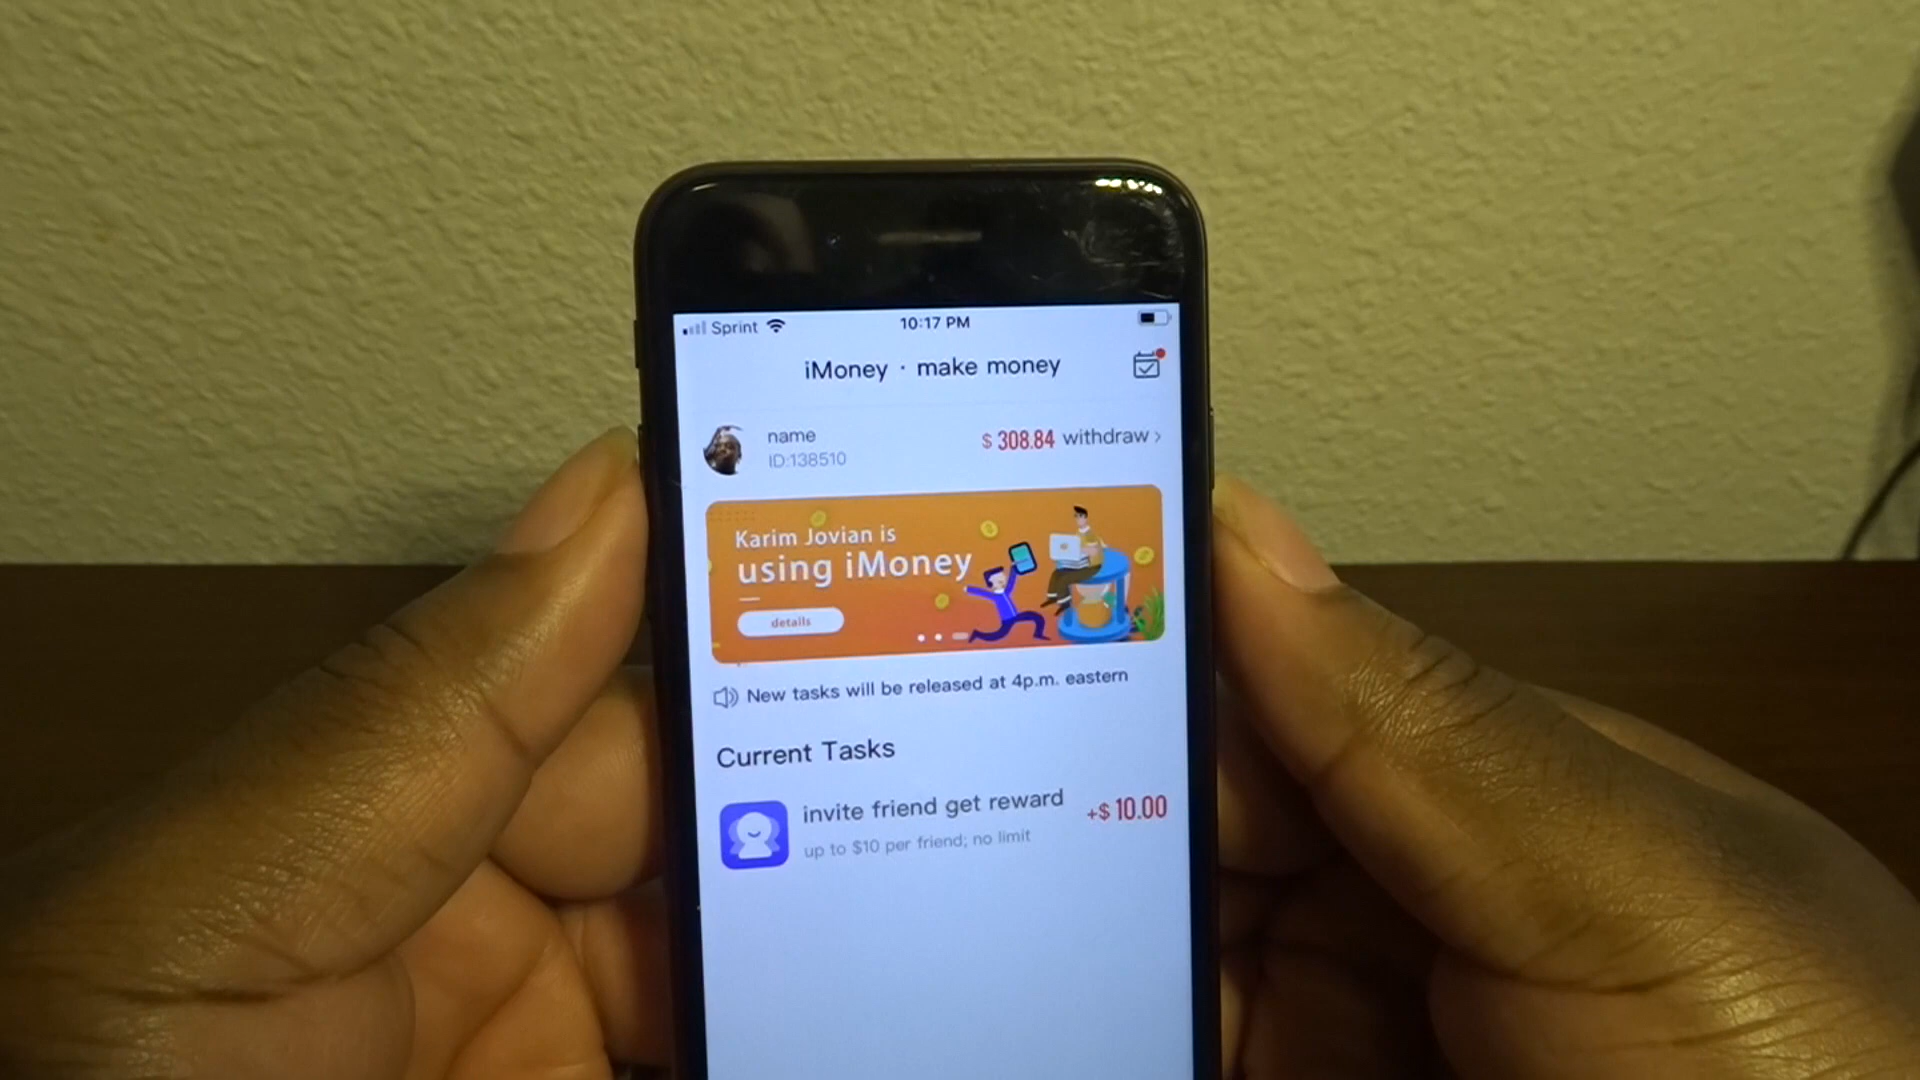 Sprint 10:17 PM
iMoney · make money
name
ID:138510
$ 308.84 withdraw >
Karim Jovian is
using iMoney
details
New tasks will be released at 4p.m. eastern
Current Tasks
invite friend get reward
+$ 10.00
up to $10 per friend; no limit